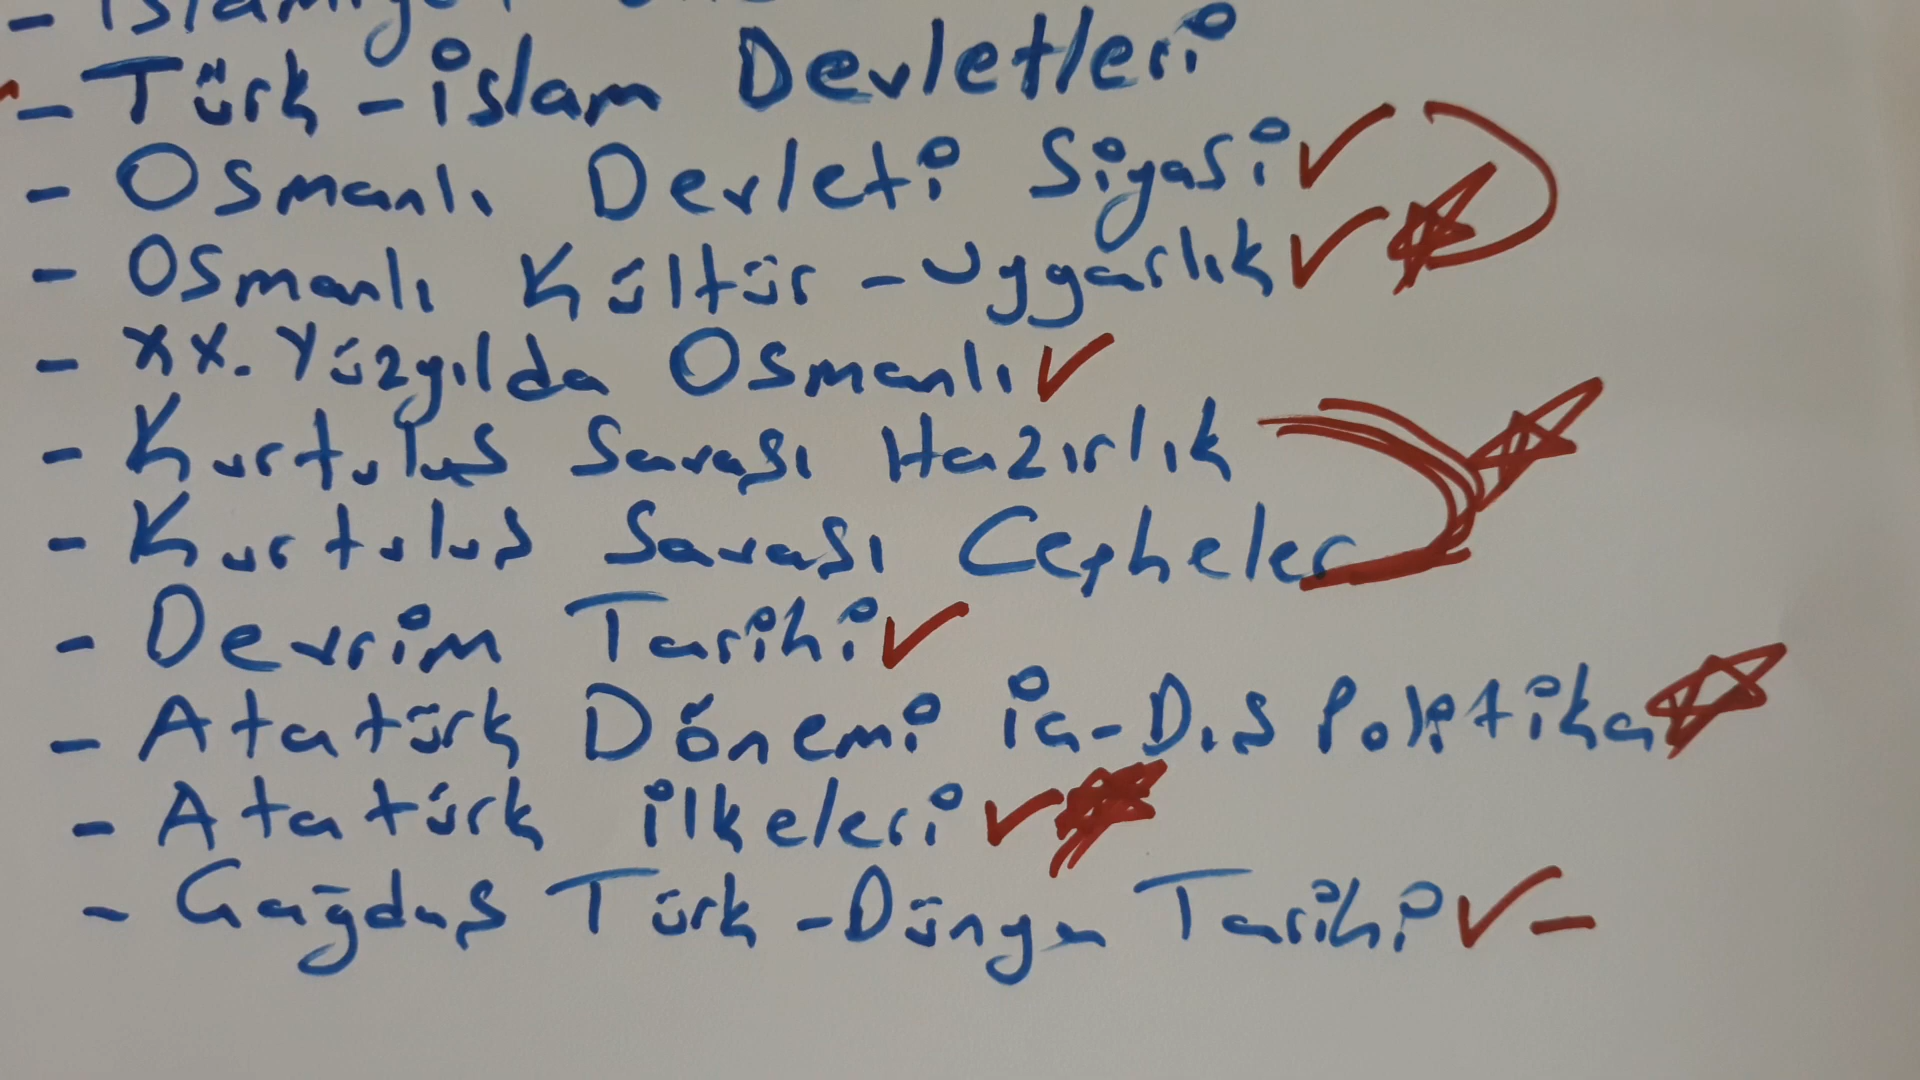 - Türk - İslam Devletleri
- Osmanlı Devleti Siyasi ✓
- Osmanlı Kültür - Uygarlık ✓
- XX. Yüzyılda Osmanlı ✓
- Kurtuluş Savaşı Hazırlık
- Kurtuluş Savaşı Cepheler
- Devrim Tarihi ✓
- Atatürk Dönemi İç - Dış Politika
- Atatürk İlkeleri ✓
- Çağdaş Türk - Dünya Tarihi ✓ -